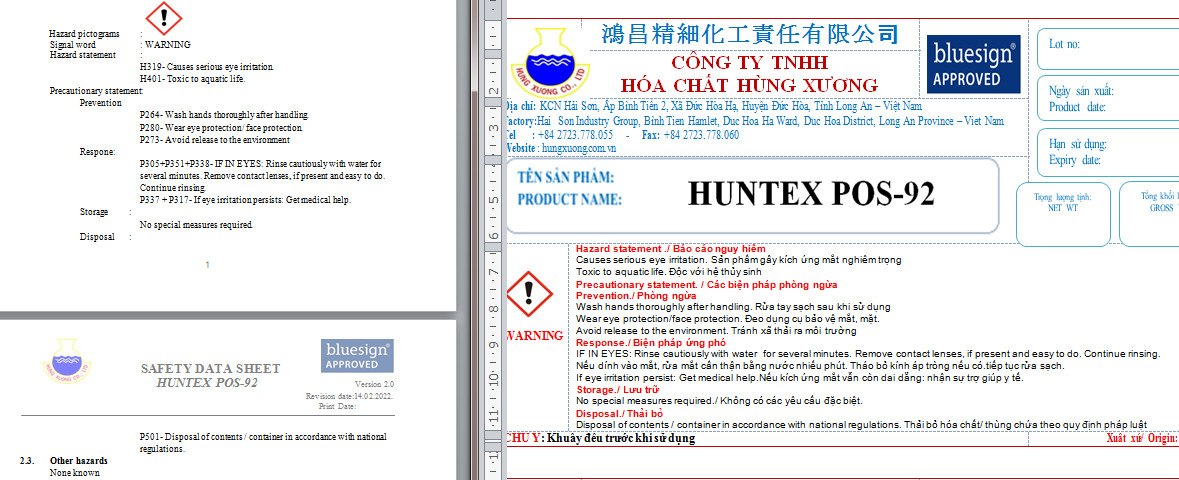 Hazard pictograms :
Signal word : WARNING
Hazard statement :
H319- Causes serious eye irritation.
H401- Toxic to aquatic life.
Precautionary statement:
Prevention
P264- Wash hands thoroughly after handling.
P280- Wear eye protection/ face protection.
P273- Avoid release to the environment
Respone:
P305+P351+P338- IF IN EYES: Rinse cautiously with water for
several minutes. Remove contact lenses, if present and easy to do.
Continue rinsing.
P337 + P317- If eye irritation persists: Get medical help.
Storage :
No special measures required.
Disposal :
1
HUNG XUONG CO., LTD
SAFETY DATA SHEET
HUNTEX POS-92
bluesign®
APPROVED
Version 2.0
Revision date:14.02.2022.
Print Date:
P501- Disposal of contents / container in accordance with national
regulations.
2.3. Other hazards
None known
HUNG XUONG CO., LTD
鴻昌精細化工責任有限公司
CÔNG TY TNHH
HÓA CHẤT HÙNG XƯƠNG
bluesign®
APPROVED
Địa chỉ: KCN Hải Sơn, Ấp Bình Tiền 2, Xã Đức Hòa Hạ, Huyện Đức Hòa, Tỉnh Long An – Việt Nam
Factory:Hai Son Industry Group, Binh Tien Hamlet, Duc Hoa Ha Ward, Duc Hoa District, Long An Province – Viet Nam
Tel : +84 2723.778.055 - Fax: +84 2723.778.060
Website : hungxuong.com.vn
Lot no:
Ngày sản xuất:
Product date:
Hạn sử dụng:
Expiry date:
TÊN SẢN PHẨM:
PRODUCT NAME:
HUNTEX POS-92
Trọng lượng tịnh:
NET WT
Tổng khối
GROSS
WARNING
Hazard statement ./ Báo cáo nguy hiểm
Causes serious eye irritation. Sản phẩm gây kích ứng mắt nghiêm trọng
Toxic to aquatic life. Độc với hệ thủy sinh
Precautionary statement. / Các biện pháp phòng ngừa
Prevention./ Phòng ngừa
Wash hands thoroughly after handling. Rửa tay sạch sau khi sử dụng
Wear eye protection/face protection. Đeo dụng cụ bảo vệ mắt, mặt.
Avoid release to the environment. Tránh xã thải ra môi trường
Response./ Biện pháp ứng phó
IF IN EYES: Rinse cautiously with water for several minutes. Remove contact lenses, if present and easy to do. Continue rinsing.
Nếu dính vào mắt, rửa mắt cẩn thận bằng nước nhiều phút. Tháo bỏ kính áp tròng nếu có.tiếp tục rửa sạch.
If eye irritation persist: Get medical help.Nếu kích ứng mắt vẫn còn dai dẳng: nhận sự trợ giúp y tế.
Storage./ Lưu trữ
No special measures required./ Không có các yêu cầu đặc biệt.
Disposal./ Thải bỏ
Disposal of contents / container in accordance with national regulations. Thải bỏ hóa chất/ thùng chứa theo quy định pháp luật
CHÚ Ý: Khuấy đều trước khi sử dụng
Xuất xứ/ Origin: